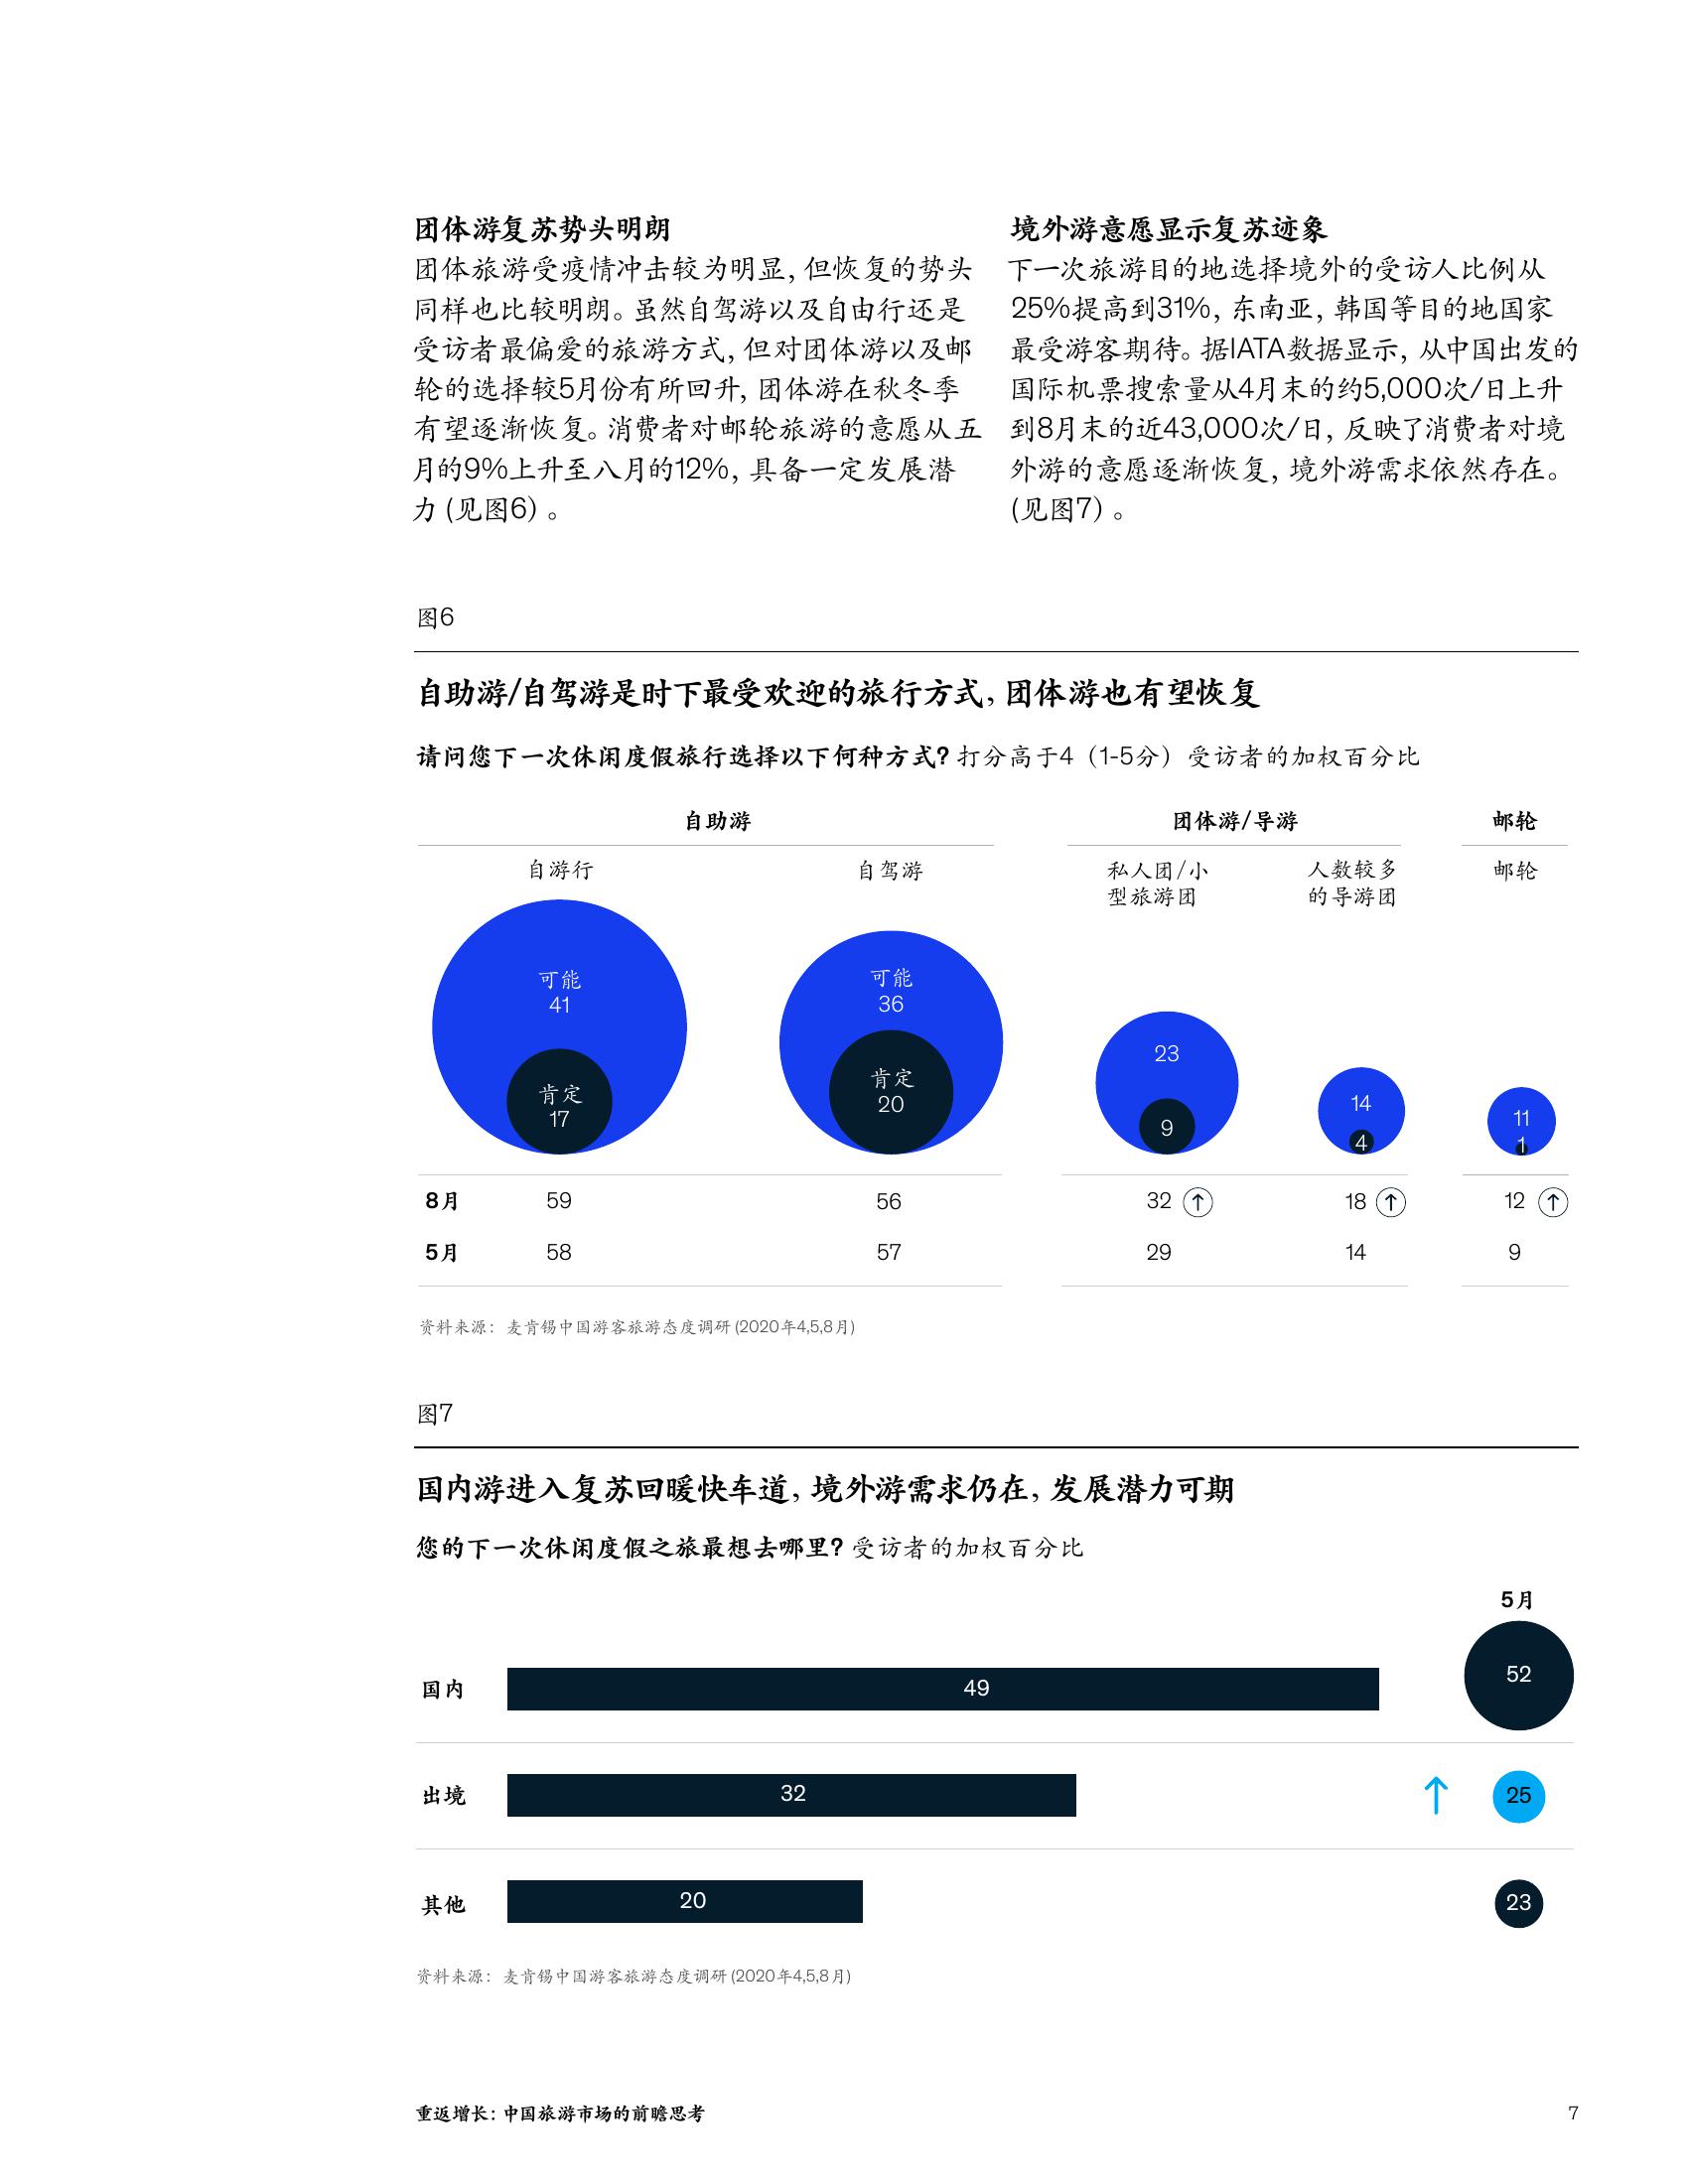 团体游复苏势头明朗
团体旅游受疫情冲击较为明显，但恢复的势头
同样也比较明朗。虽然自驾游以及自由行还是
受访者最偏爱的旅游方式，但对团体游以及邮
轮的选择较5月份有所回升，团体游在秋冬季
有望逐渐恢复。消费者对邮轮旅游的意愿从五
月的9%上升至八月的12%，具备一定发展潜
力 (见图6) 。
境外游意愿显示复苏迹象
下一次旅游目的地选择境外的受访人比例从
25%提高到31%，东南亚，韩国等目的地国家
最受游客期待。据IATA数据显示，从中国出发的
国际机票搜索量从4月末的约5,000次/日上升
到8月末的近43,000次/日，反映了消费者对境
外游的意愿逐渐恢复，境外游需求依然存在。
(见图7) 。
图6
自助游/自驾游是时下最受欢迎的旅行方式，团体游也有望恢复
请问您下一次休闲度假旅行选择以下何种方式? 打分高于4（1-5分）受访者的加权百分比
自助游 团体游/导游 邮轮
自游行 自驾游 私人团/小 人数较多 邮轮
型旅游团 的导游团
可能 可能
41 36 23 14 11
肯定 肯定
17 20 9 4 1
8月 59 56 32 ↑ 18 ↑ 12 ↑
5月 58 57 29 14 9
资料来源：麦肯锡中国游客旅游态度调研 (2020年4,5,8月)
图7
国内游进入复苏回暖快车道，境外游需求仍在，发展潜力可期
您的下一次休闲度假之旅最想去哪里? 受访者的加权百分比
5月
国内 49 52
出境 32 ↑ 25
其他 20 23
资料来源：麦肯锡中国游客旅游态度调研 (2020年4,5,8月)
重返增长: 中国旅游市场的前瞻思考 7